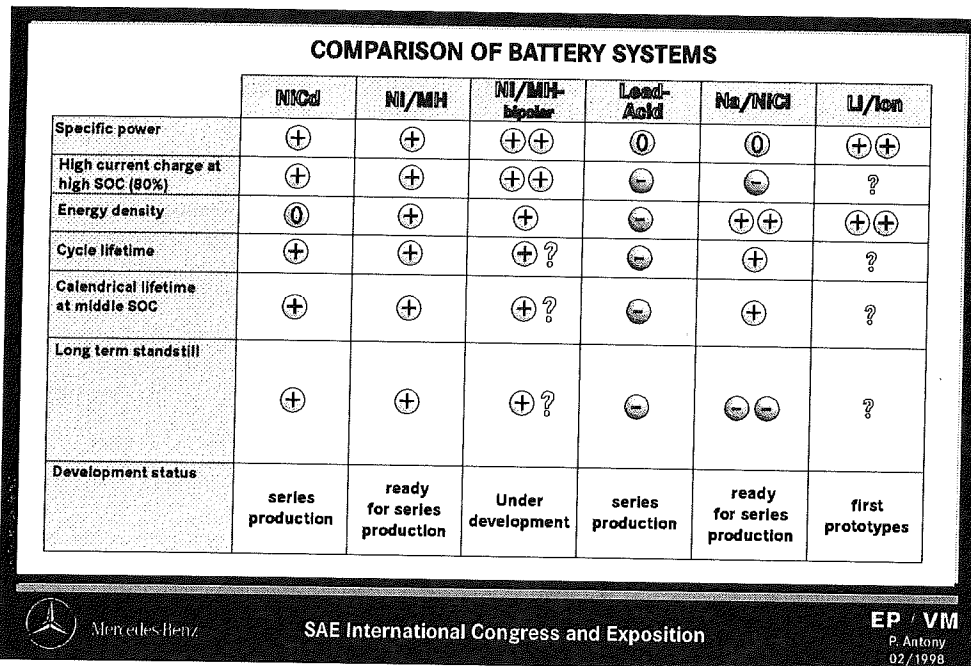 COMPARISON OF BATTERY SYSTEMS
NiCd
NI/MH
NI/MH-
bipolar
Lead-
Acid
Na/NiCl
LI/Ion
Specific power
+
+
++
0
0
++
High current charge at
high SOC (80%)
+
+
++
-
-
?
Energy density
0
+
+
-
++
++
Cycle lifetime
+
+
+?
-
+
?
Calendrical lifetime
at middle SOC
+
+
+?
-
+
?
Long term standstill
+
+
+?
-
--
?
Development status
series
production
ready
for series
production
Under
development
series
production
ready
for series
production
first
prototypes
Mercedes-Benz
SAE International Congress and Exposition
EP / VM
P. Antony
02/1998